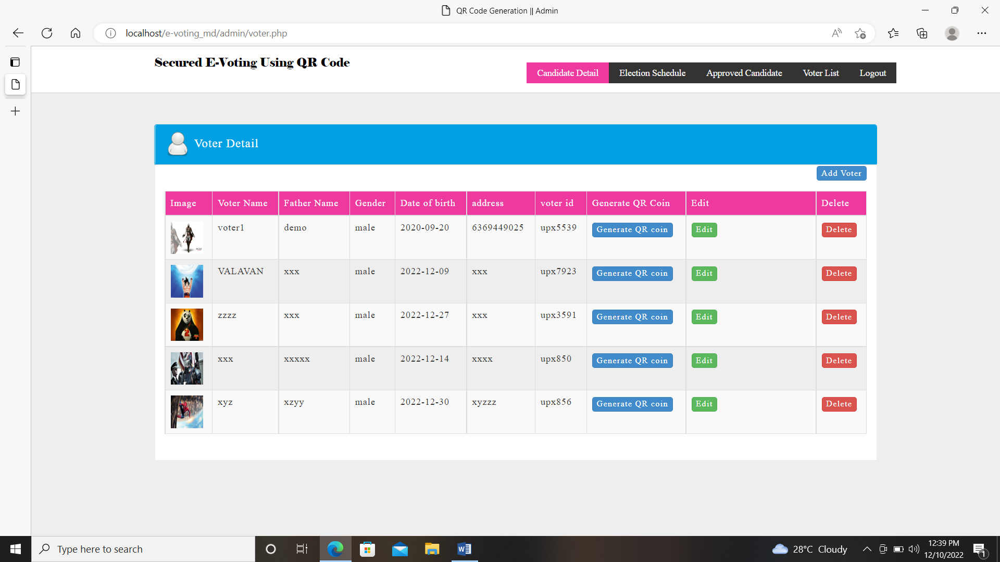 QR Code Generation || Admin
localhost/e-voting_md/admin/voter.php
Secured E-Voting Using QR Code
Candidate Detail Election Schedule Approved Candidate Voter List Logout
Voter Detail
Add Voter
Image Voter Name Father Name Gender Date of birth address voter id Generate QR Coin Edit Delete
voter1 demo male 2020-09-20 6369449025 upx5539 Generate QR coin Edit Delete
VALAVAN xxx male 2022-12-09 xxx upx7923 Generate QR coin Edit Delete
zzzz xxx male 2022-12-27 xxx upx3591 Generate QR coin Edit Delete
2
xxx xxxxx male 2022-12-14 xxxx upx850 Generate QR coin Edit Delete
xyz xzyy male 2022-12-30 xyzzz upx856 Generate QR coin Edit Delete
Type here to search
28°C Cloudy
12:39 PM
12/10/2022
1